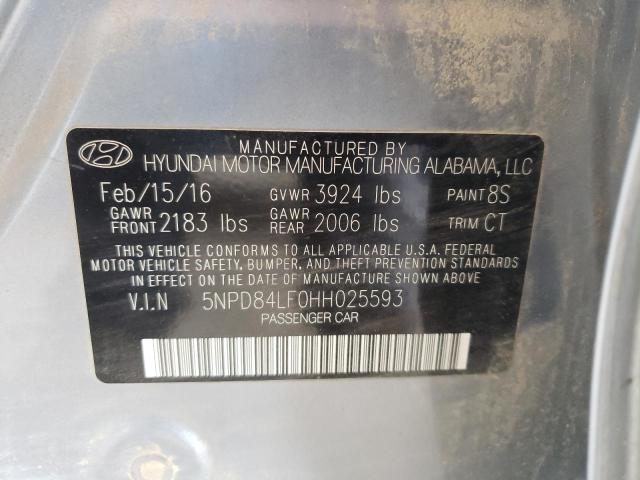 MANUFACTURED BY
HYUNDAI MOTOR MANUFACTURING ALABAMA, LLC
Feb/15/16 GVWR 3924 lbs PAINT 8S
GAWR FRONT 2183 lbs GAWR REAR 2006 lbs TRIM CT
THIS VEHICLE CONFORMS TO ALL APPLICABLE U.S.A. FEDERAL
MOTOR VEHICLE SAFETY, BUMPER, AND THEFT PREVENTION
STANDARDS IN EFFECT ON THE DATE OF MANUFACTURE SHOWN ABOVE
V.I.N 5NPD84LF0HH025593
PASSENGER CAR